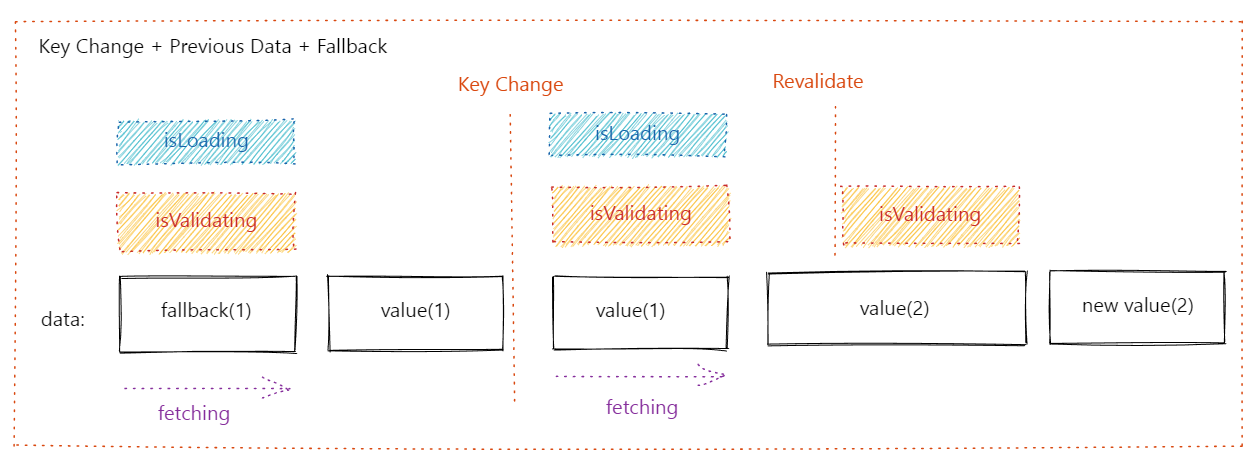 Key Change + Previous Data + Fallback
Key Change
Revalidate
isLoading
isLoading
isValidating
isValidating
isValidating
data:
fallback(1)
value(1)
value(1)
value(2)
new value(2)
fetching
fetching